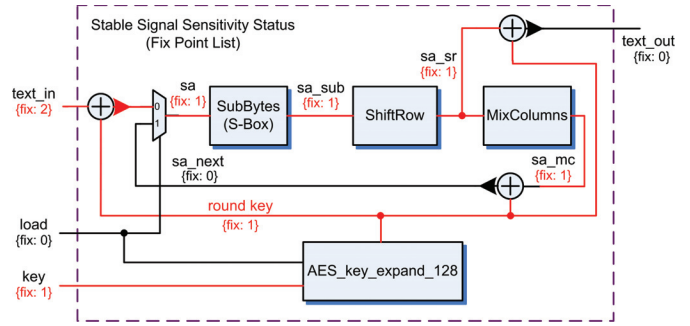 Stable Signal Sensitivity Status
(Fix Point List)
text_out
{fix: 0}
sa_sr
{fix: 1}
text_in
{fix: 2}
0
1
sa
{fix: 1}
SubBytes
(S-Box)
sa_sub
{fix: 1}
ShiftRow
MixColumns
sa_next
{fix: 0}
sa_mc
{fix: 1}
round key
{fix: 1}
load
{fix: 0}
key
{fix: 1}
AES_key_expand_128